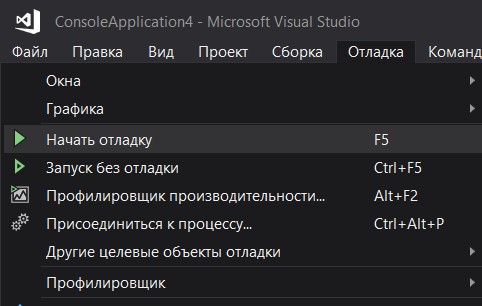 ConsoleApplication4 - Microsoft Visual Studio
Файл Правка Вид Проект Сборка Отладка Команд
Окна
Графика
Начать отладку F5
Запуск без отладки Ctrl+F5
Профилировщик производительности... Alt+F2
Присоединиться к процессу... Ctrl+Alt+P
Другие целевые объекты отладки
Профилировщик